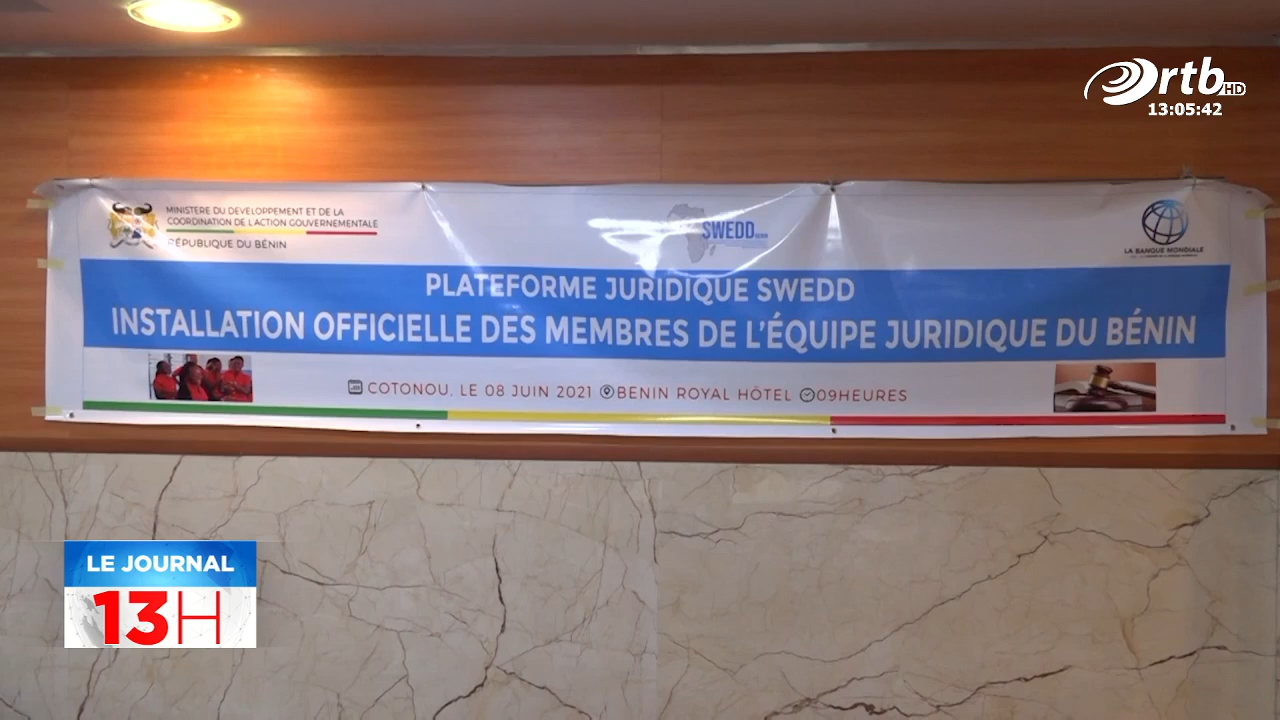 rtb HD
13:05:42
MINISTERE DU DEVELOPPEMENT ET DE LA
COORDINATION DE L'ACTION GOUVERNEMENTALE
RÉPUBLIQUE DU BÉNIN
SWEDD
LA BANQUE MONDIALE
PLATEFORME JURIDIQUE SWEDD
INSTALLATION OFFICIELLE DES MEMBRES DE L'ÉQUIPE JURIDIQUE DU BÉNIN
COTONOU, LE 08 JUIN 2021 BENIN ROYAL HÔTEL 09HEURES
LE JOURNAL
13H